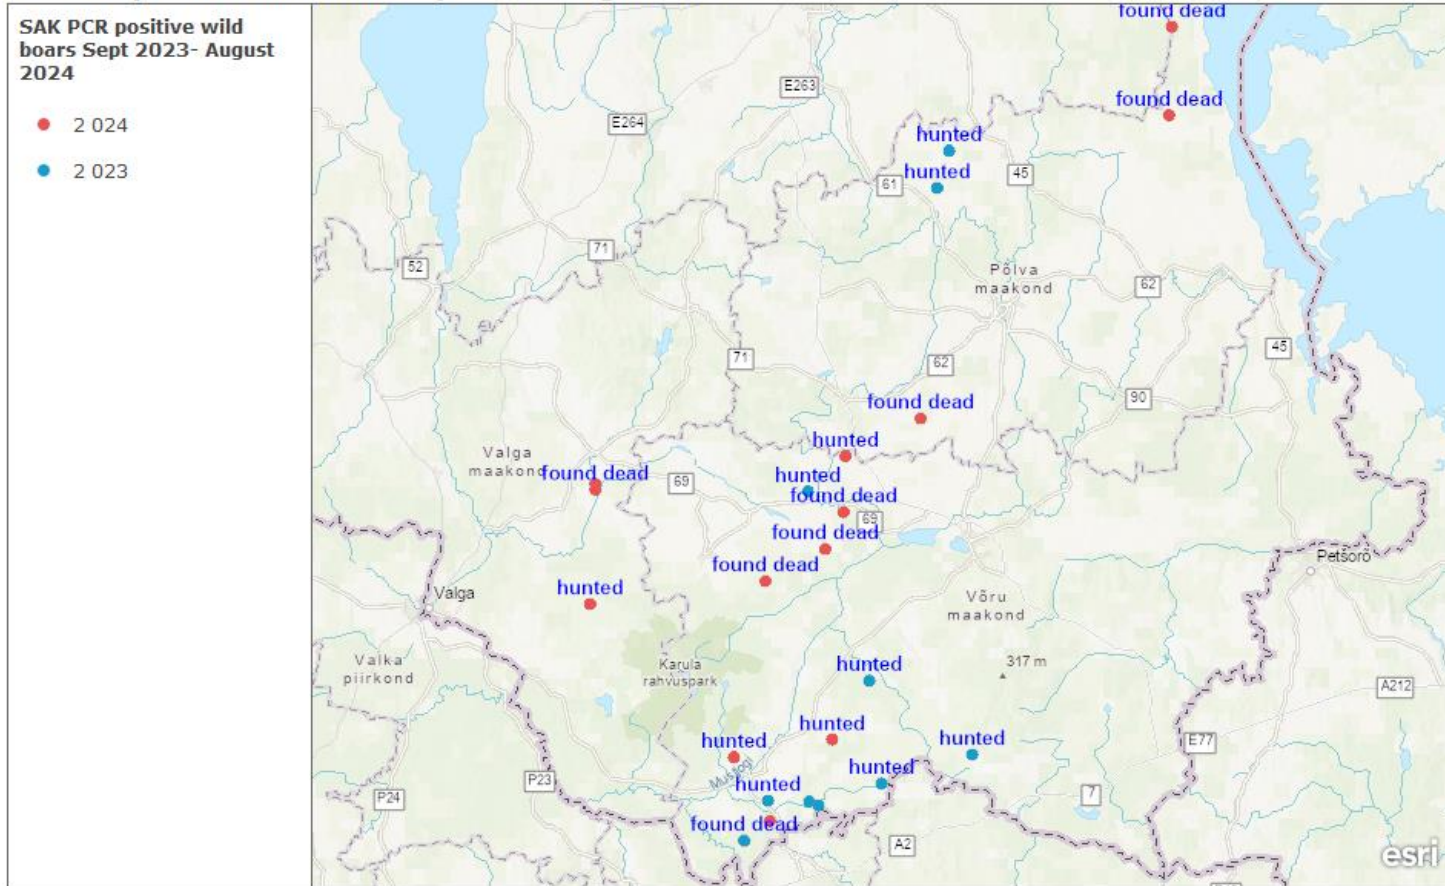 SAK PCR positive wild
boars Sept 2023- August
2024
2 024
2 023
found dead
E263
found dead
E264
hunted
hunted
45
61
71
52
Põlva
maakond
62
71
62
45
90
found dead
hunted
Valga
maakond
found dead
69
hunted
found dead
69
found dead
found dead
Petšorõ
hunted
Valga
Võru
maakond
Valka
piirkond
Karula
rahvuspark
hunted
317 m
A212
hunted
hunted
hunted
E77
Mustjõgi
hunted
P23
hunted
P24
7
found dead
A2
esri